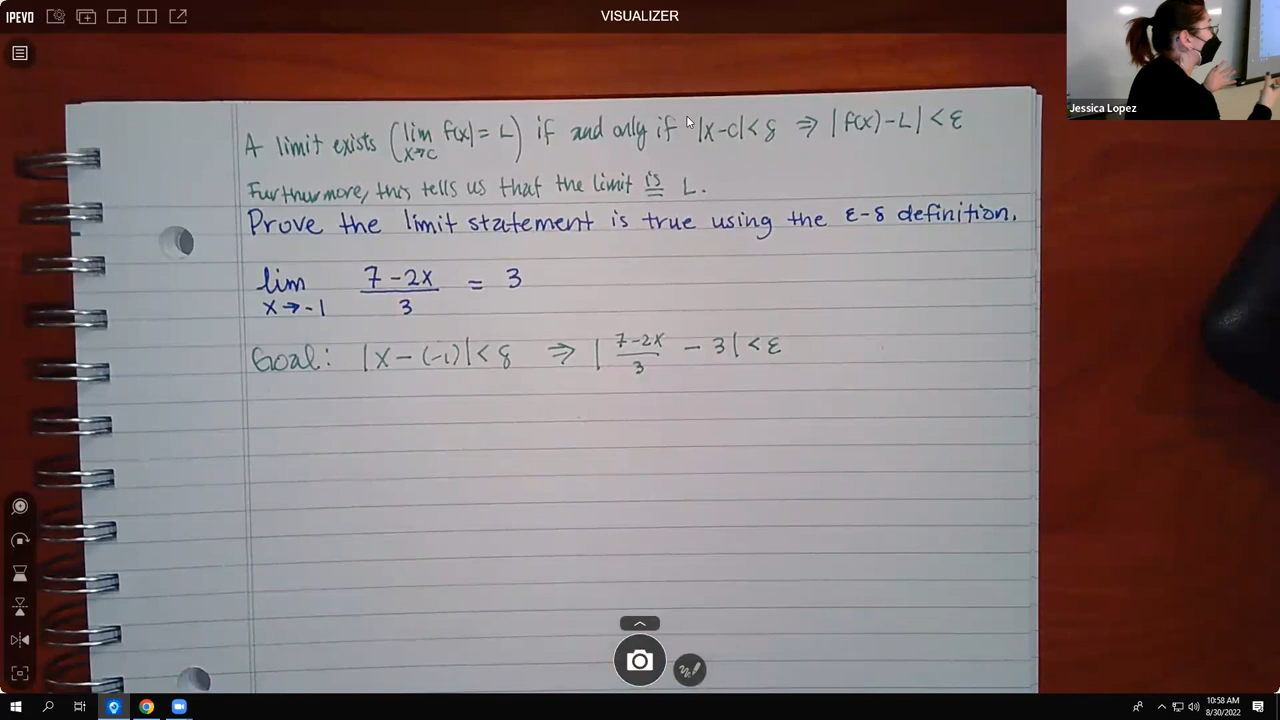 IPEVO
VISUALIZER
Jessica Lopez
A limit exists (lim x→c f(x) = L) if and only if |x-c|<δ ⇒ |f(x)-L|<ε
Furthermore, this tells us that the limit is L.
Prove the limit statement is true using the ε-δ definition.
lim x→-1 7-2x/3 = 3
Goal: |x-(-1)|<δ ⇒ |7-2x/3 - 3|<ε
10:58 AM
8/30/2022